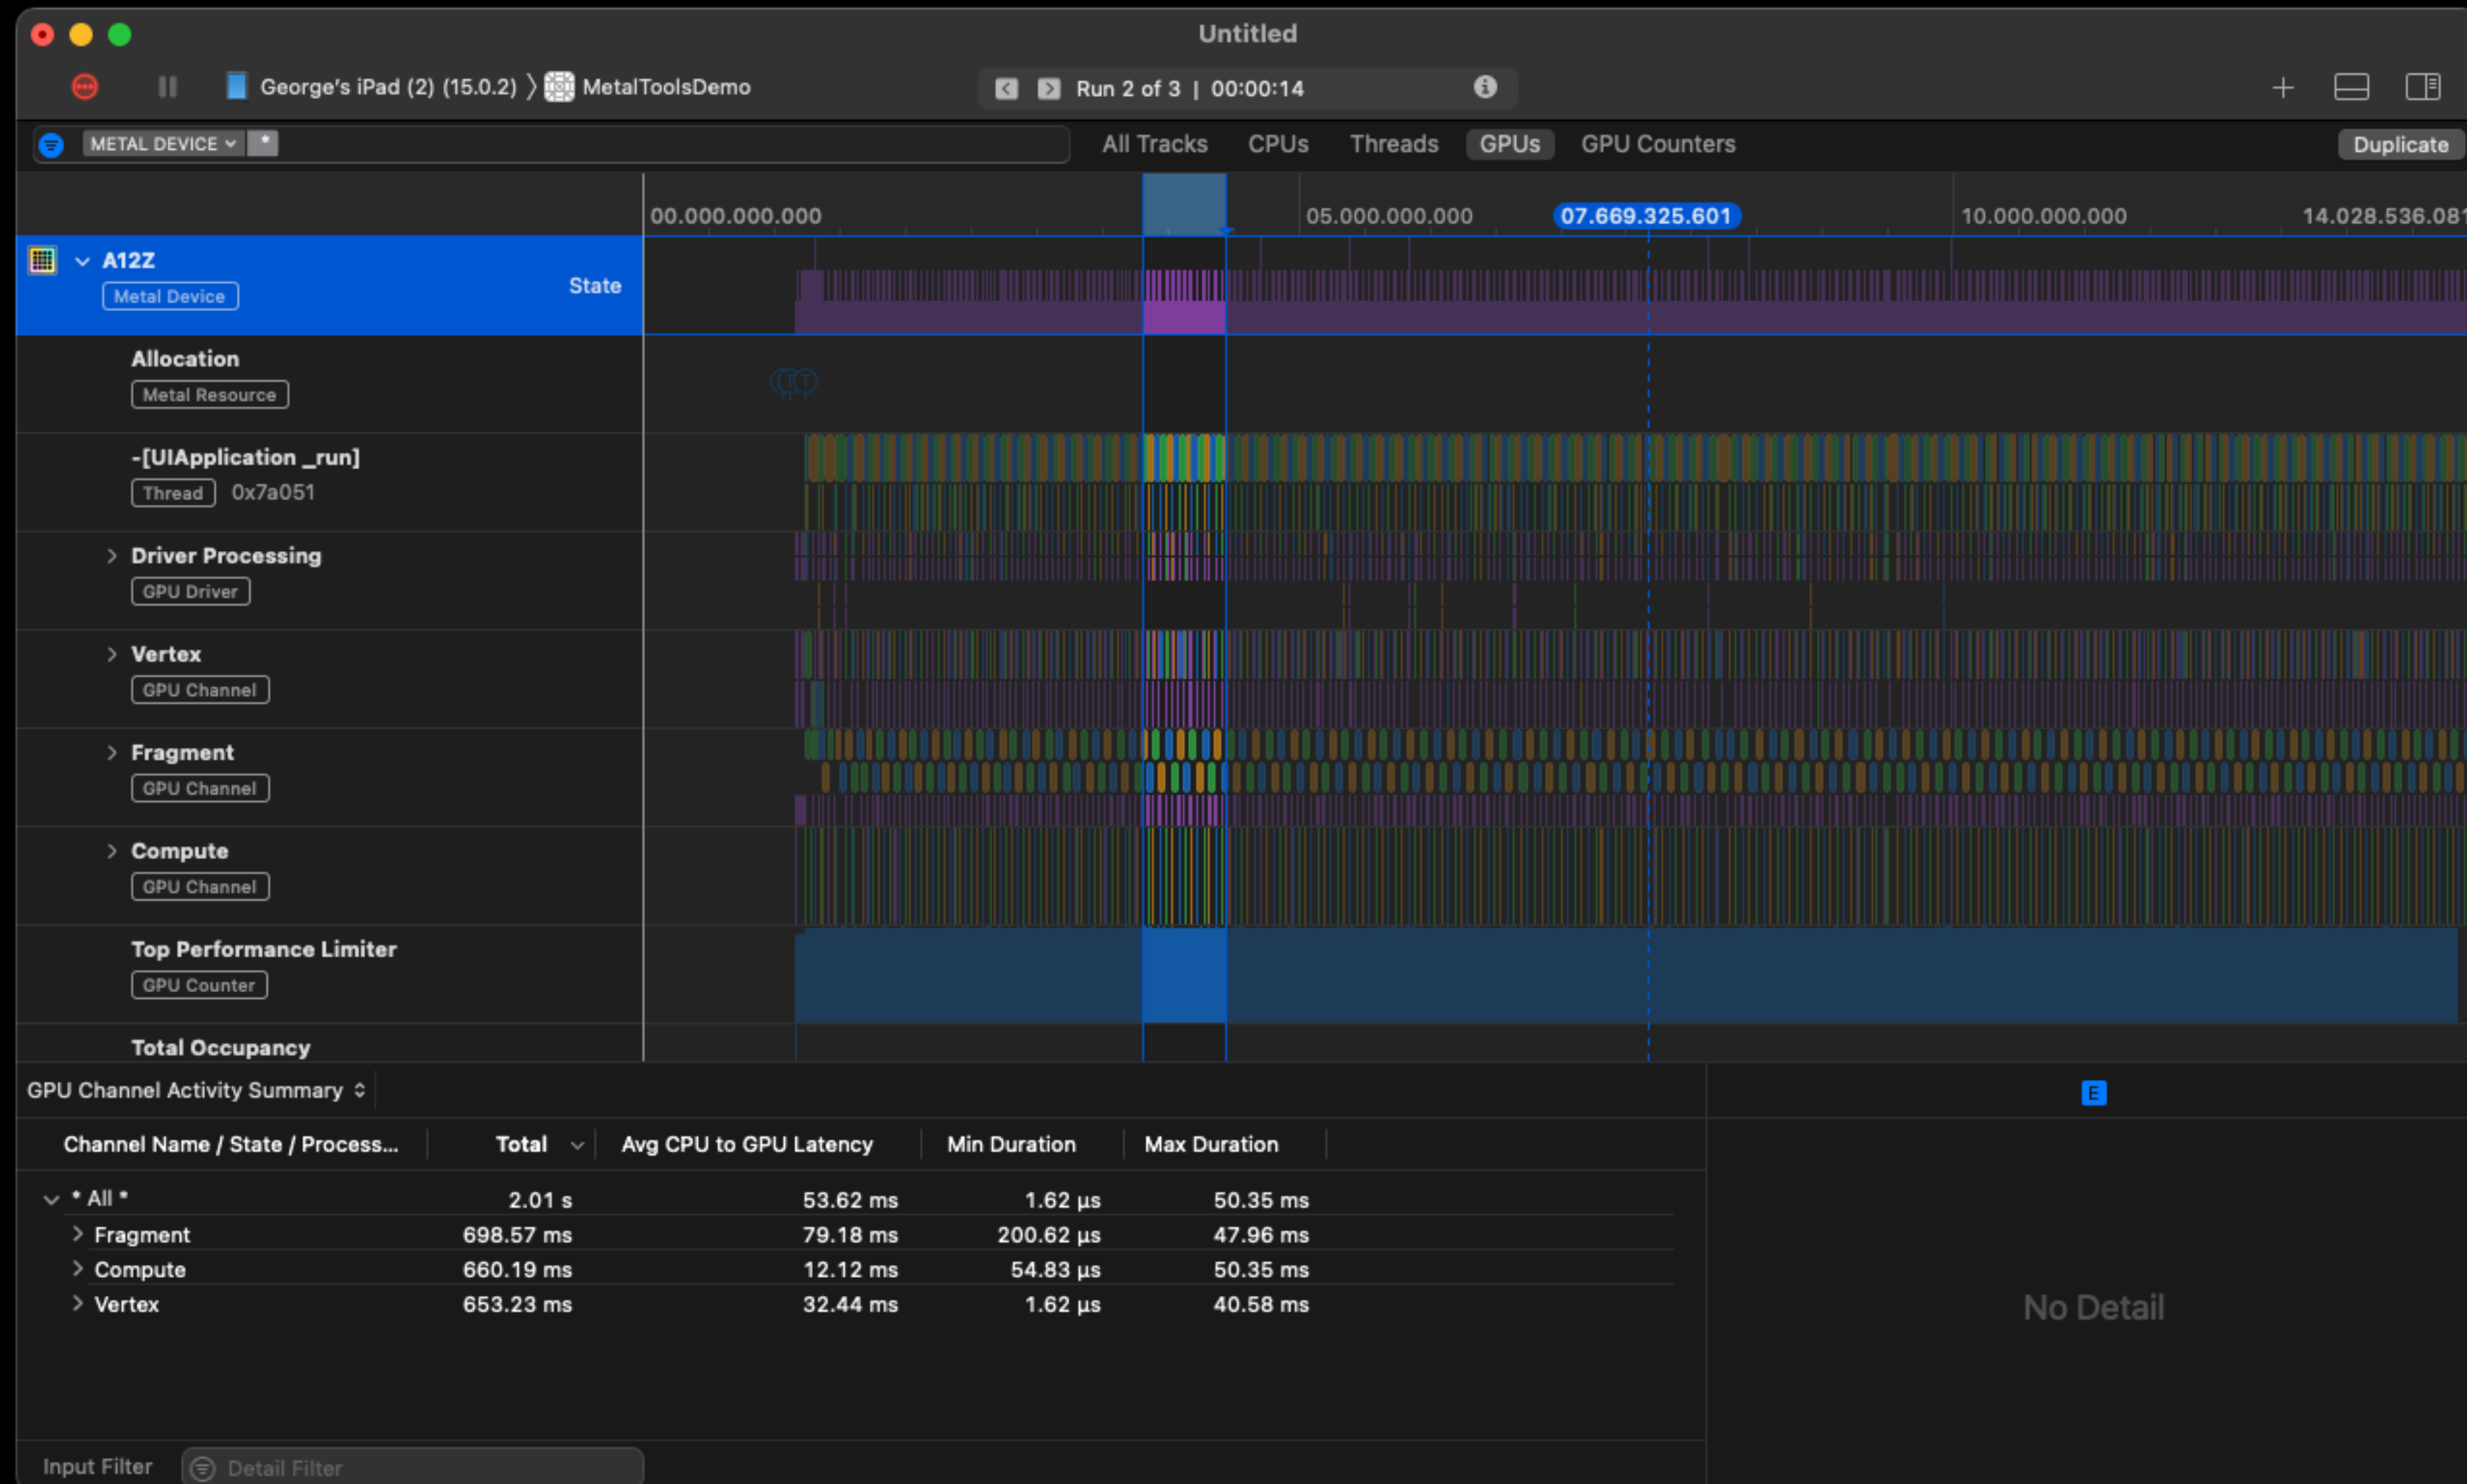 Untitled
George's iPad (2) (15.0.2) 〉 MetalToolsDemo
Run 2 of 3 | 00:00:14
METAL DEVICE *
All Tracks CPUs Threads GPUs GPU Counters Duplicate
00.000.000.000 05.000.000.000 07.669.325.601 10.000.000.000 14.028.536.081
A12Z
State
Metal Device
Allocation
Metal Resource
-[UIApplication _run]
Thread 0x7a051
Driver Processing
GPU Driver
Vertex
GPU Channel
Fragment
GPU Channel
Compute
GPU Channel
Top Performance Limiter
GPU Counter
Total Occupancy
GPU Channel Activity Summary
E
Channel Name / State / Process... Total Avg CPU to GPU Latency Min Duration Max Duration
* All * 2.01 s 53.62 ms 1.62 µs 50.35 ms
Fragment 698.57 ms 79.18 ms 200.62 µs 47.96 ms
Compute 660.19 ms 12.12 ms 54.83 µs 50.35 ms
Vertex 653.23 ms 32.44 ms 1.62 µs 40.58 ms
No Detail
Input Filter Detail Filter